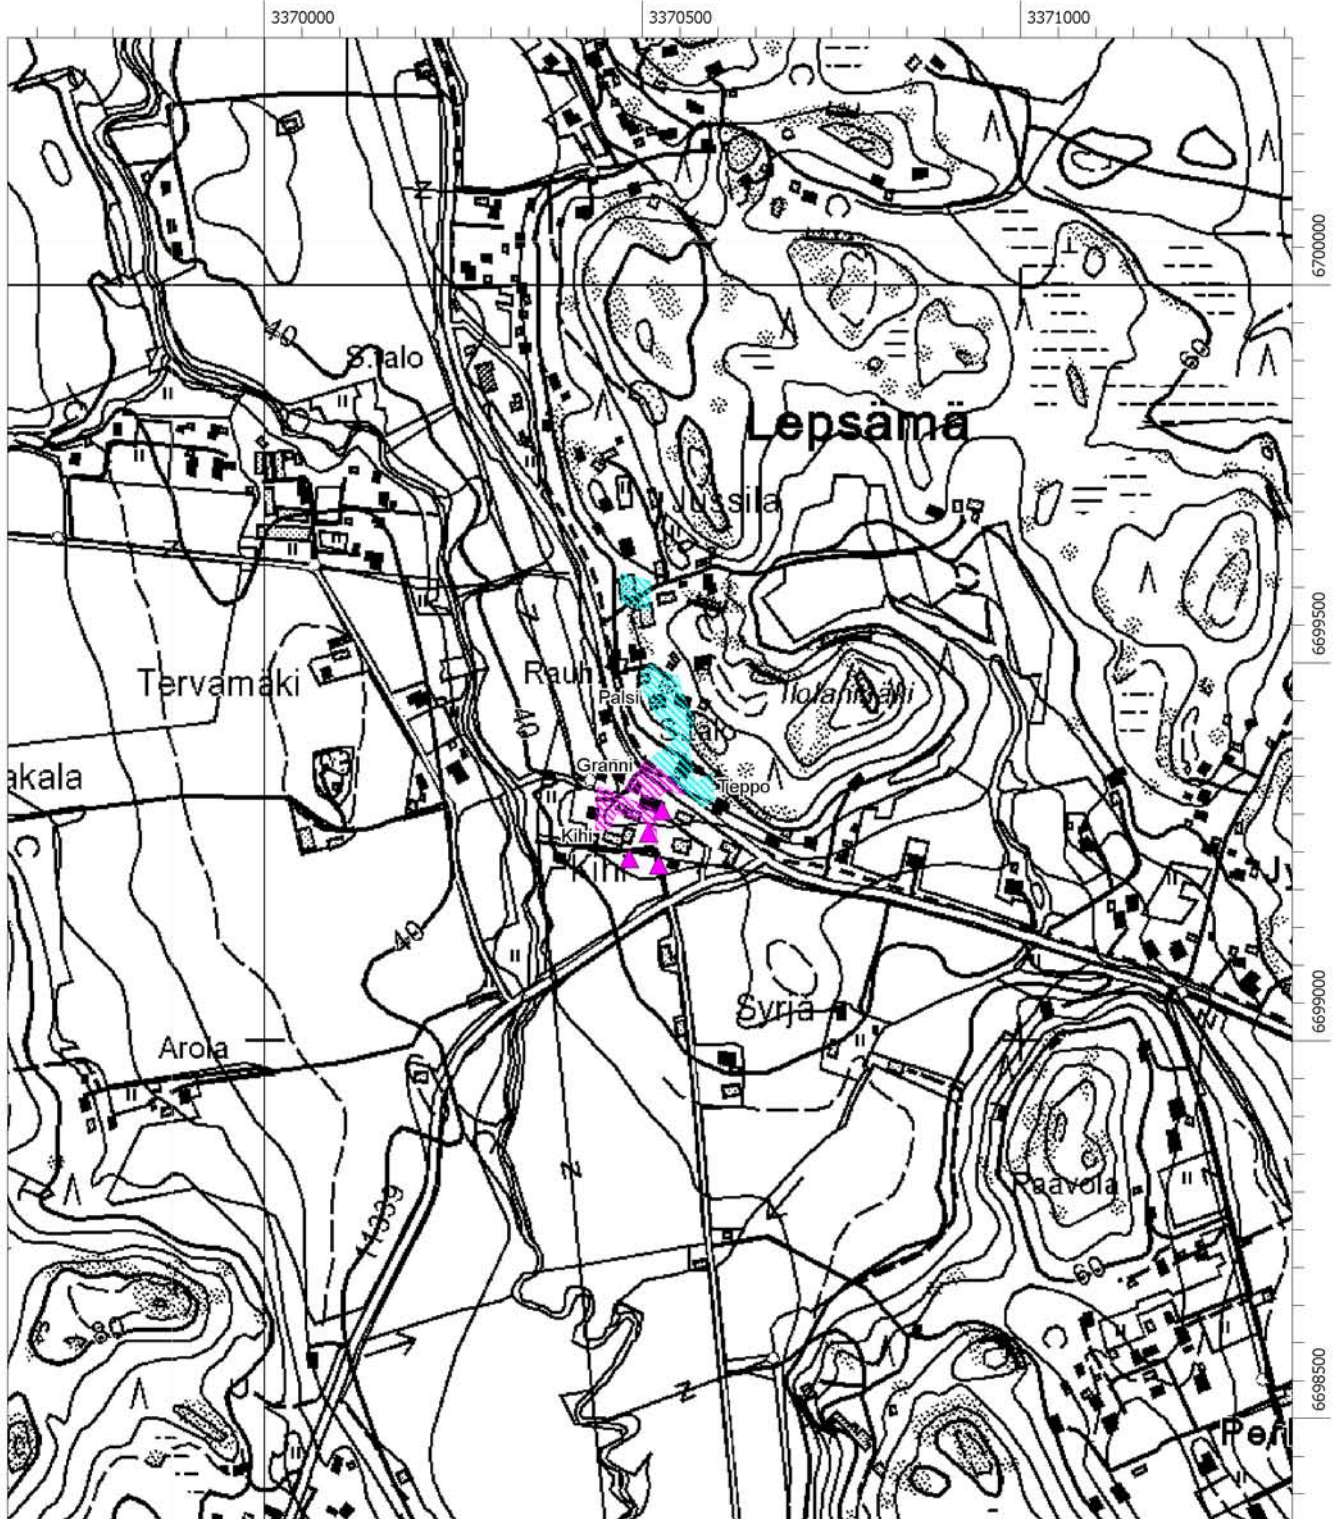 3370000
3370500
3371000
6700000
40
S.talo
60
Lepsämä
Jussila
6699500
Tervamäki
Rauh
Palsi
40
S.talo
akala
Granni
Tieppo
Kihi
Kihi
40
Syrjä
6699000
Arola
11339
Paavola
60
80
6698500